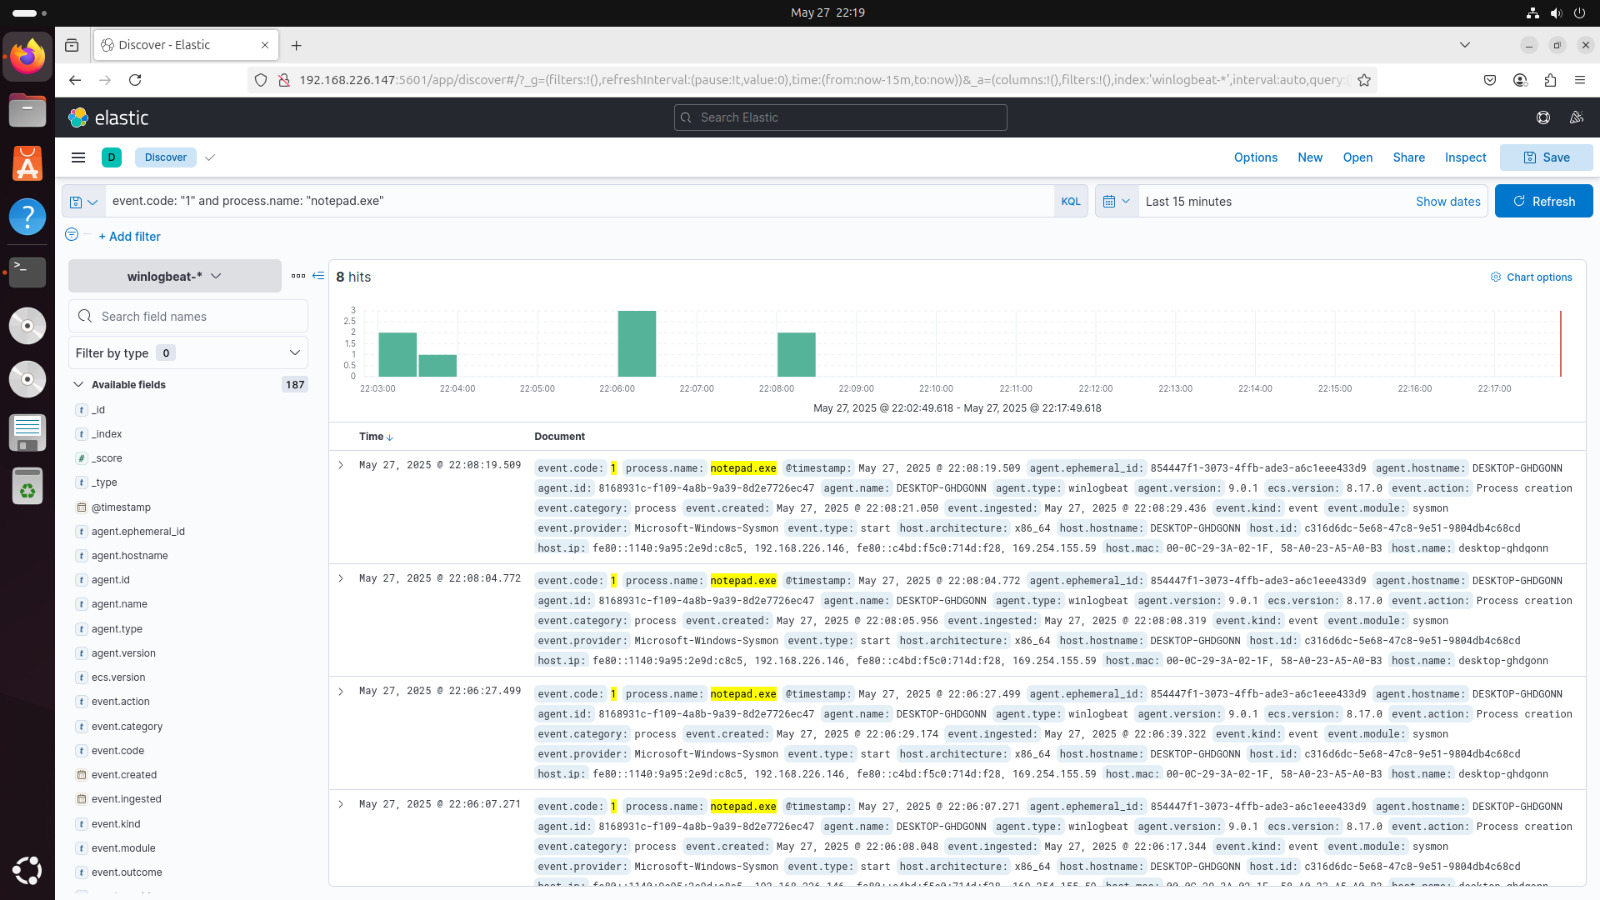 May 27  22:19
Discover - Elastic
192.168.226.147:5601/app/discover#/?_g=(filters:!(),refreshInterval:(pause:!t,value:0),time:(from:now-15m,to:now))&_a=(columns:!(),filters:!(),index:'winlogbeat-*',interval:auto,query:
elastic
Search Elastic
D Discover Options New Open Share Inspect Save
event.code: "1" and process.name: "notepad.exe" KQL Last 15 minutes Show dates Refresh
+ Add filter
winlogbeat-*
Search field names
Filter by type 0
Available fields 187
t _id
t _index
# _score
t _type
@timestamp
t agent.ephemeral_id
t agent.hostname
t agent.id
t agent.name
t agent.type
t agent.version
t ecs.version
t event.action
t event.category
t event.code
event.created
event.ingested
t event.kind
t event.module
t event.outcome
8 hits Chart options
3
2.5
2
1.5
1
0.5
0
22:03:00 22:04:00 22:05:00 22:06:00 22:07:00 22:08:00 22:09:00 22:10:00 22:11:00 22:12:00 22:13:00 22:14:00 22:15:00 22:16:00 22:17:00
May 27, 2025 @ 22:02:49.618 - May 27, 2025 @ 22:17:49.618
Time Document
May 27, 2025 @ 22:08:19.509 event.code: 1 process.name: notepad.exe @timestamp: May 27, 2025 @ 22:08:19.509 agent.ephemeral_id: 854447f1-3073-4ffb-ade3-a6c1eee433d9 agent.hostname: DESKTOP-GHDGONN
agent.id: 8168931c-f109-4a8b-9a39-8d2e7726ec47 agent.name: DESKTOP-GHDGONN agent.type: winlogbeat agent.version: 9.0.1 ecs.version: 8.17.0 event.action: Process creation
event.category: process event.created: May 27, 2025 @ 22:08:21.050 event.ingested: May 27, 2025 @ 22:08:29.436 event.kind: event event.module: sysmon
event.provider: Microsoft-Windows-Sysmon event.type: start host.architecture: x86_64 host.hostname: DESKTOP-GHDGONN host.id: c316d6dc-5e68-47c8-9e51-9804db4c68cd
host.ip: fe80::1140:9a95:2e9d:c8c5, 192.168.226.146, fe80::c4bd:f5c0:714d:f28, 169.254.155.59 host.mac: 00-0C-29-3A-02-1F, 58-A0-23-A5-A0-B3 host.name: desktop-ghdgonn
May 27, 2025 @ 22:08:04.772 event.code: 1 process.name: notepad.exe @timestamp: May 27, 2025 @ 22:08:04.772 agent.ephemeral_id: 854447f1-3073-4ffb-ade3-a6c1eee433d9 agent.hostname: DESKTOP-GHDGONN
agent.id: 8168931c-f109-4a8b-9a39-8d2e7726ec47 agent.name: DESKTOP-GHDGONN agent.type: winlogbeat agent.version: 9.0.1 ecs.version: 8.17.0 event.action: Process creation
event.category: process event.created: May 27, 2025 @ 22:08:05.956 event.ingested: May 27, 2025 @ 22:08:08.319 event.kind: event event.module: sysmon
event.provider: Microsoft-Windows-Sysmon event.type: start host.architecture: x86_64 host.hostname: DESKTOP-GHDGONN host.id: c316d6dc-5e68-47c8-9e51-9804db4c68cd
host.ip: fe80::1140:9a95:2e9d:c8c5, 192.168.226.146, fe80::c4bd:f5c0:714d:f28, 169.254.155.59 host.mac: 00-0C-29-3A-02-1F, 58-A0-23-A5-A0-B3 host.name: desktop-ghdgonn
May 27, 2025 @ 22:06:27.499 event.code: 1 process.name: notepad.exe @timestamp: May 27, 2025 @ 22:06:27.499 agent.ephemeral_id: 854447f1-3073-4ffb-ade3-a6c1eee433d9 agent.hostname: DESKTOP-GHDGONN
agent.id: 8168931c-f109-4a8b-9a39-8d2e7726ec47 agent.name: DESKTOP-GHDGONN agent.type: winlogbeat agent.version: 9.0.1 ecs.version: 8.17.0 event.action: Process creation
event.category: process event.created: May 27, 2025 @ 22:06:29.174 event.ingested: May 27, 2025 @ 22:06:39.322 event.kind: event event.module: sysmon
event.provider: Microsoft-Windows-Sysmon event.type: start host.architecture: x86_64 host.hostname: DESKTOP-GHDGONN host.id: c316d6dc-5e68-47c8-9e51-9804db4c68cd
host.ip: fe80::1140:9a95:2e9d:c8c5, 192.168.226.146, fe80::c4bd:f5c0:714d:f28, 169.254.155.59 host.mac: 00-0C-29-3A-02-1F, 58-A0-23-A5-A0-B3 host.name: desktop-ghdgonn
May 27, 2025 @ 22:06:07.271 event.code: 1 process.name: notepad.exe @timestamp: May 27, 2025 @ 22:06:07.271 agent.ephemeral_id: 854447f1-3073-4ffb-ade3-a6c1eee433d9 agent.hostname: DESKTOP-GHDGONN
agent.id: 8168931c-f109-4a8b-9a39-8d2e7726ec47 agent.name: DESKTOP-GHDGONN agent.type: winlogbeat agent.version: 9.0.1 ecs.version: 8.17.0 event.action: Process creation
event.category: process event.created: May 27, 2025 @ 22:06:08.048 event.ingested: May 27, 2025 @ 22:06:17.344 event.kind: event event.module: sysmon
event.provider: Microsoft-Windows-Sysmon event.type: start host.architecture: x86_64 host.hostname: DESKTOP-GHDGONN host.id: c316d6dc-5e68-47c8-9e51-9804db4c68cd